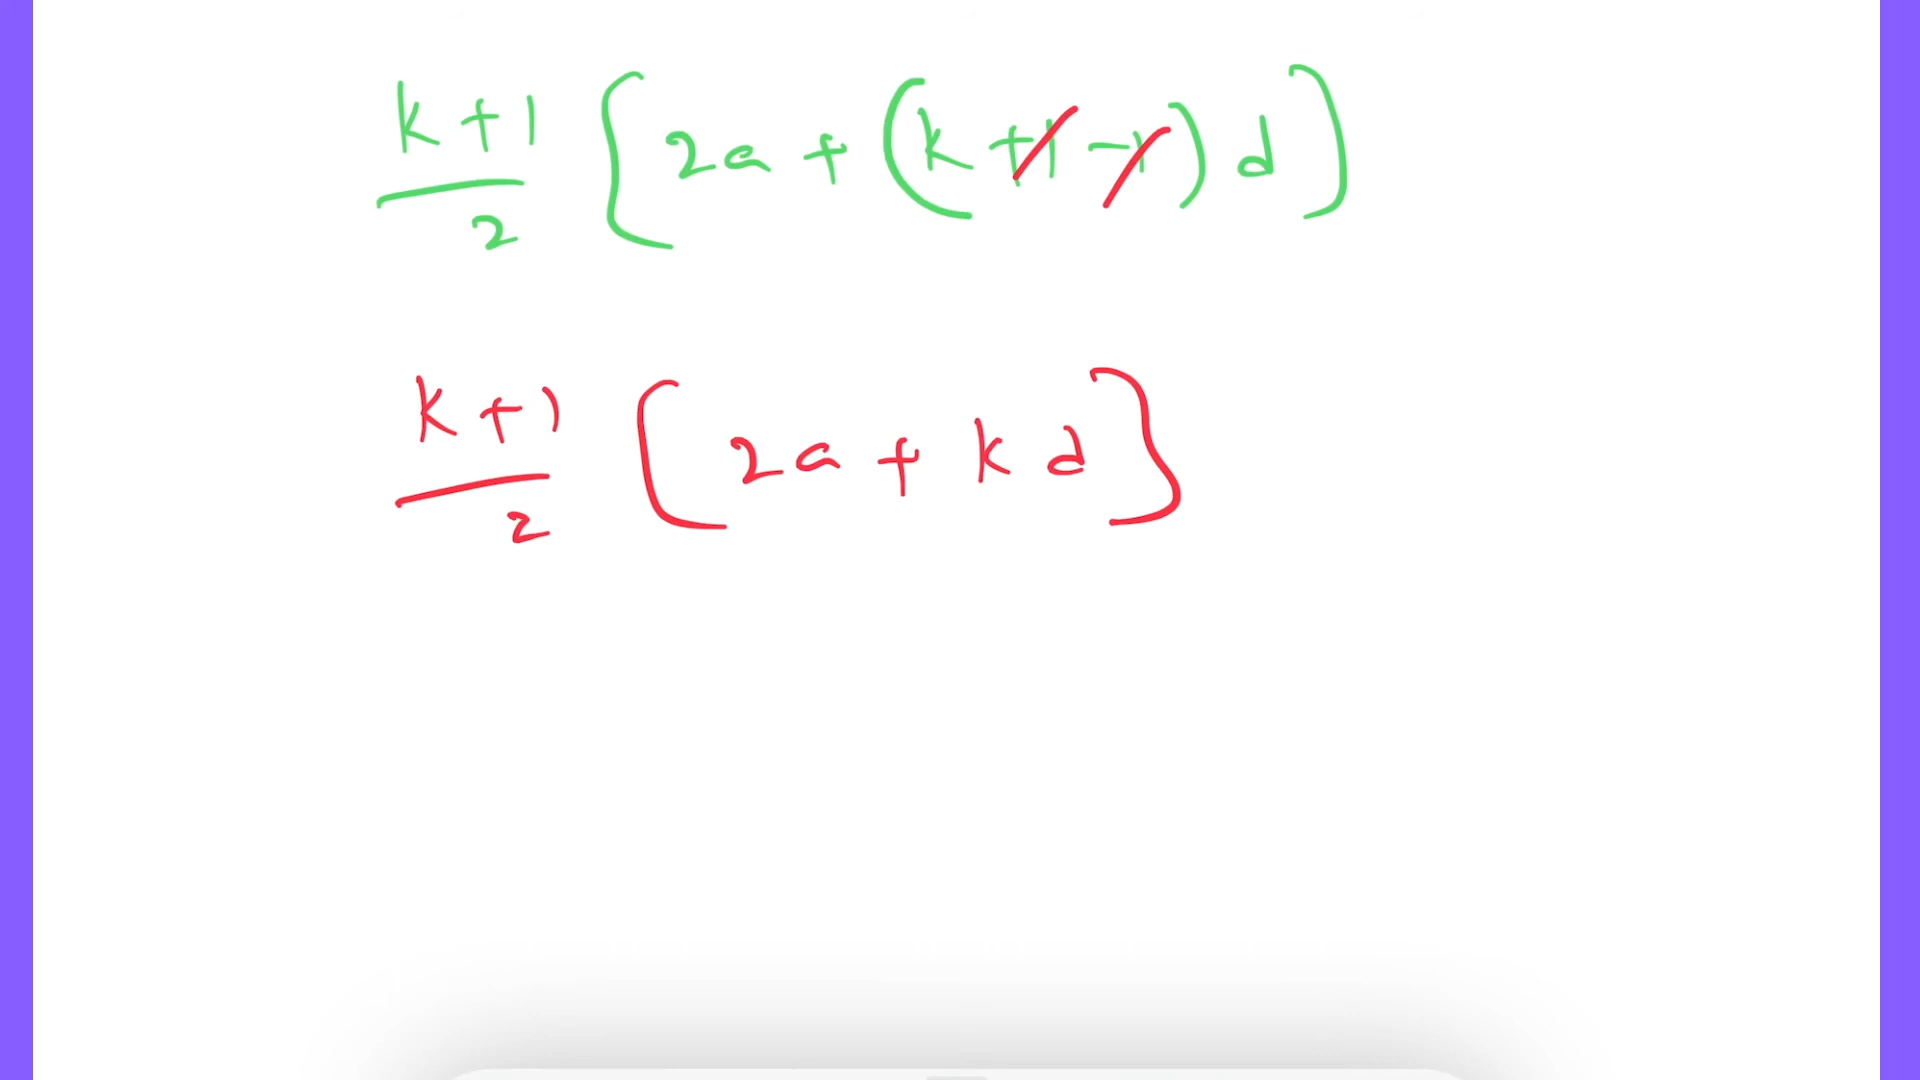 k+1/2 [2a + (k+1-1)d]
k+1/2 [2a + kd]